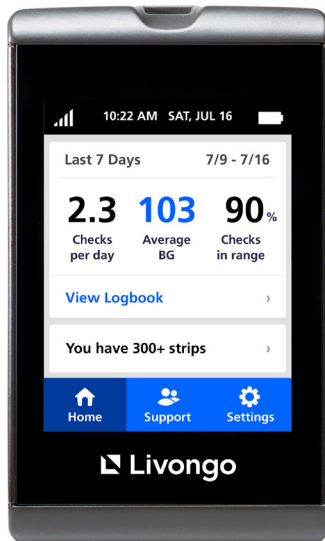 10:22 AM SAT, JUL 16
Last 7 Days 7/9 - 7/16
2.3 103 90%
Checks per day Average BG Checks in range
View Logbook ›
You have 300+ strips ›
Home Support Settings
Livongo